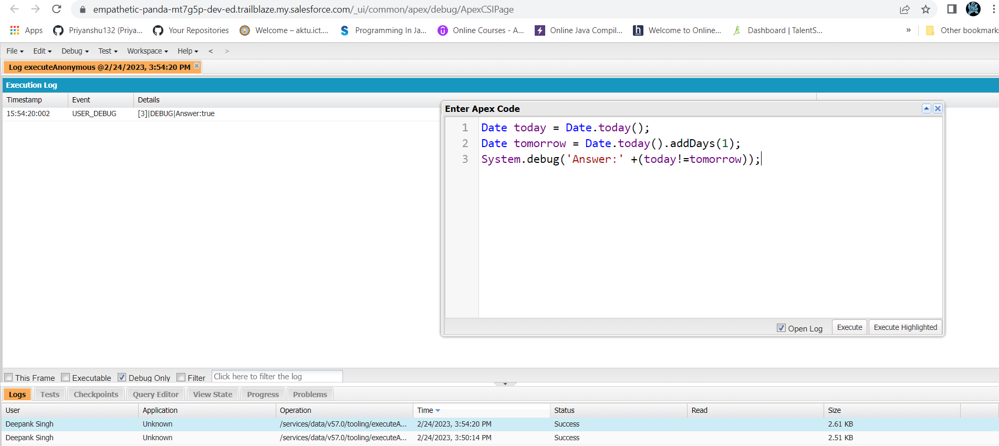 empathetic-panda-mt7g5p-dev-ed.trailblaze.my.salesforce.com/_ui/common/apex/debug/ApexCSIPage
Apps Priyanshu132 (Priya... Your Repositories Welcome – aktu.ict.... Programming In Ja... Online Courses - A... Online Java Compil... Welcome to Online... Dashboard | TalentS... » Other bookmarks
File Edit Debug Test Workspace Help < >
Log executeAnonymous @2/24/2023, 3:54:20 PM
Execution Log
Timestamp Event Details
15:54:20:002 USER_DEBUG [3]|DEBUG|Answer:true
Enter Apex Code
1 Date today = Date.today();
2 Date tomorrow = Date.today().addDays(1);
3 System.debug('Answer:' +(today!=tomorrow));
Open Log Execute Execute Highlighted
This Frame Executable Debug Only Filter Click here to filter the log
Logs Tests Checkpoints Query Editor View State Progress Problems
User Application Operation Time Status Read Size
Deepank Singh Unknown /services/data/v57.0/tooling/executeA... 2/24/2023, 3:54:20 PM Success 2.61 KB
Deepank Singh Unknown /services/data/v57.0/tooling/executeA... 2/24/2023, 3:50:14 PM Success 2.51 KB